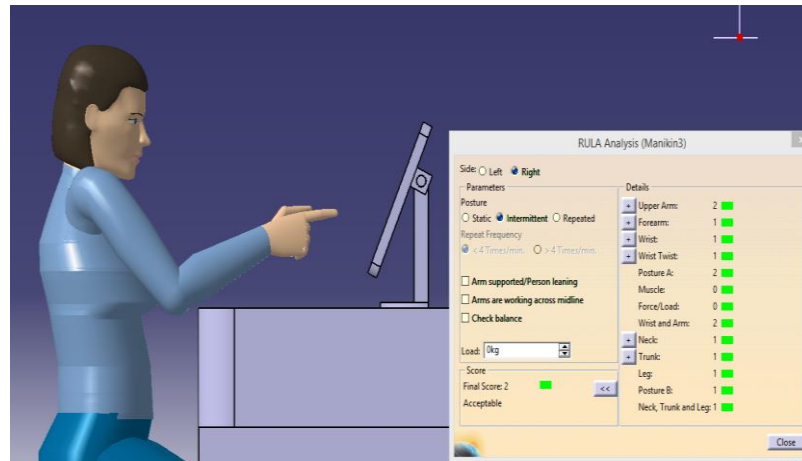 RULA Analysis (Manikin3)
Side: Left Right
Parameters
Posture
Static Intermittent Repeated
Repeat Frequency
< 4 Times/min. > 4 Times/min.
Arm supported/Person leaning
Arms are working across midline
Check balance
Load: 0kg
Score
Final Score: 2
Acceptable
<<
Details
+ Upper Arm: 2
+ Forearm: 1
+ Wrist: 1
+ Wrist Twist: 1
Posture A: 2
Muscle: 0
Force/Load: 0
Wrist and Arm: 2
+ Neck: 1
+ Trunk: 1
Leg: 1
Posture B: 1
Neck, Trunk and Leg: 1
Close